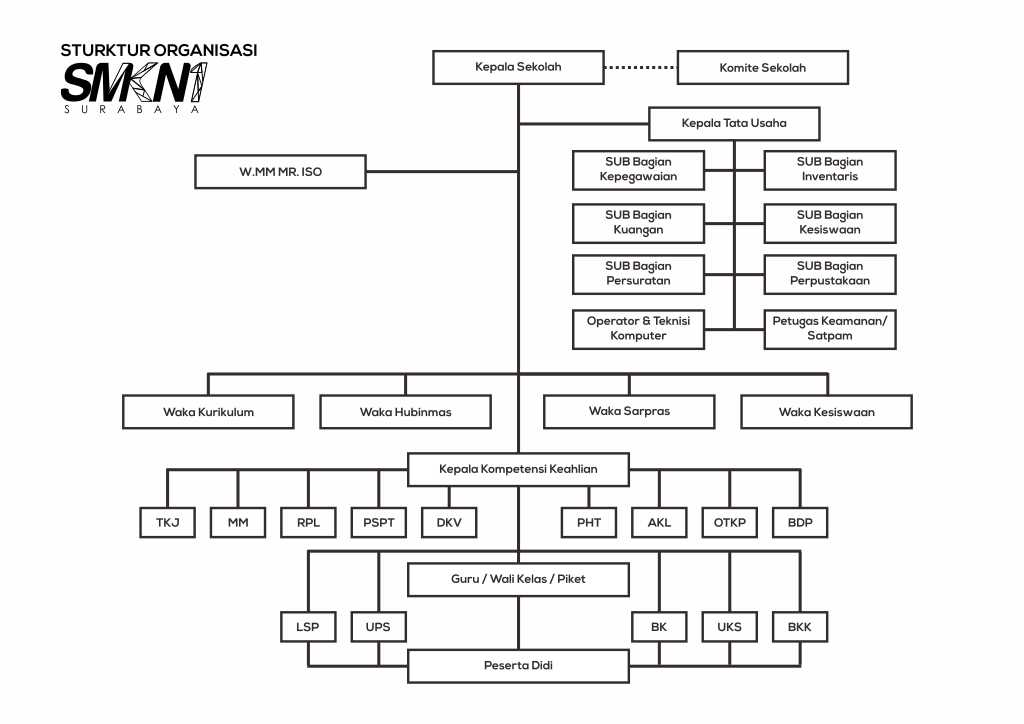 STURKTUR ORGANISASI
SMKN1
SURABAYA
Kepala Sekolah
Komite Sekolah
Kepala Tata Usaha
W.MM MR. ISO
SUB Bagian
Kepegawaian
SUB Bagian
Inventaris
SUB Bagian
Kuangan
SUB Bagian
Kesiswaan
SUB Bagian
Persuratan
SUB Bagian
Perpustakaan
Operator & Teknisi
Komputer
Petugas Keamanan/
Satpam
Waka Kurikulum
Waka Hubinmas
Waka Sarpras
Waka Kesiswaan
Kepala Kompetensi Keahlian
TKJ
MM
RPL
PSPT
DKV
PHT
AKL
OTKP
BDP
Guru / Wali Kelas / Piket
LSP
UPS
BK
UKS
BKK
Peserta Didi